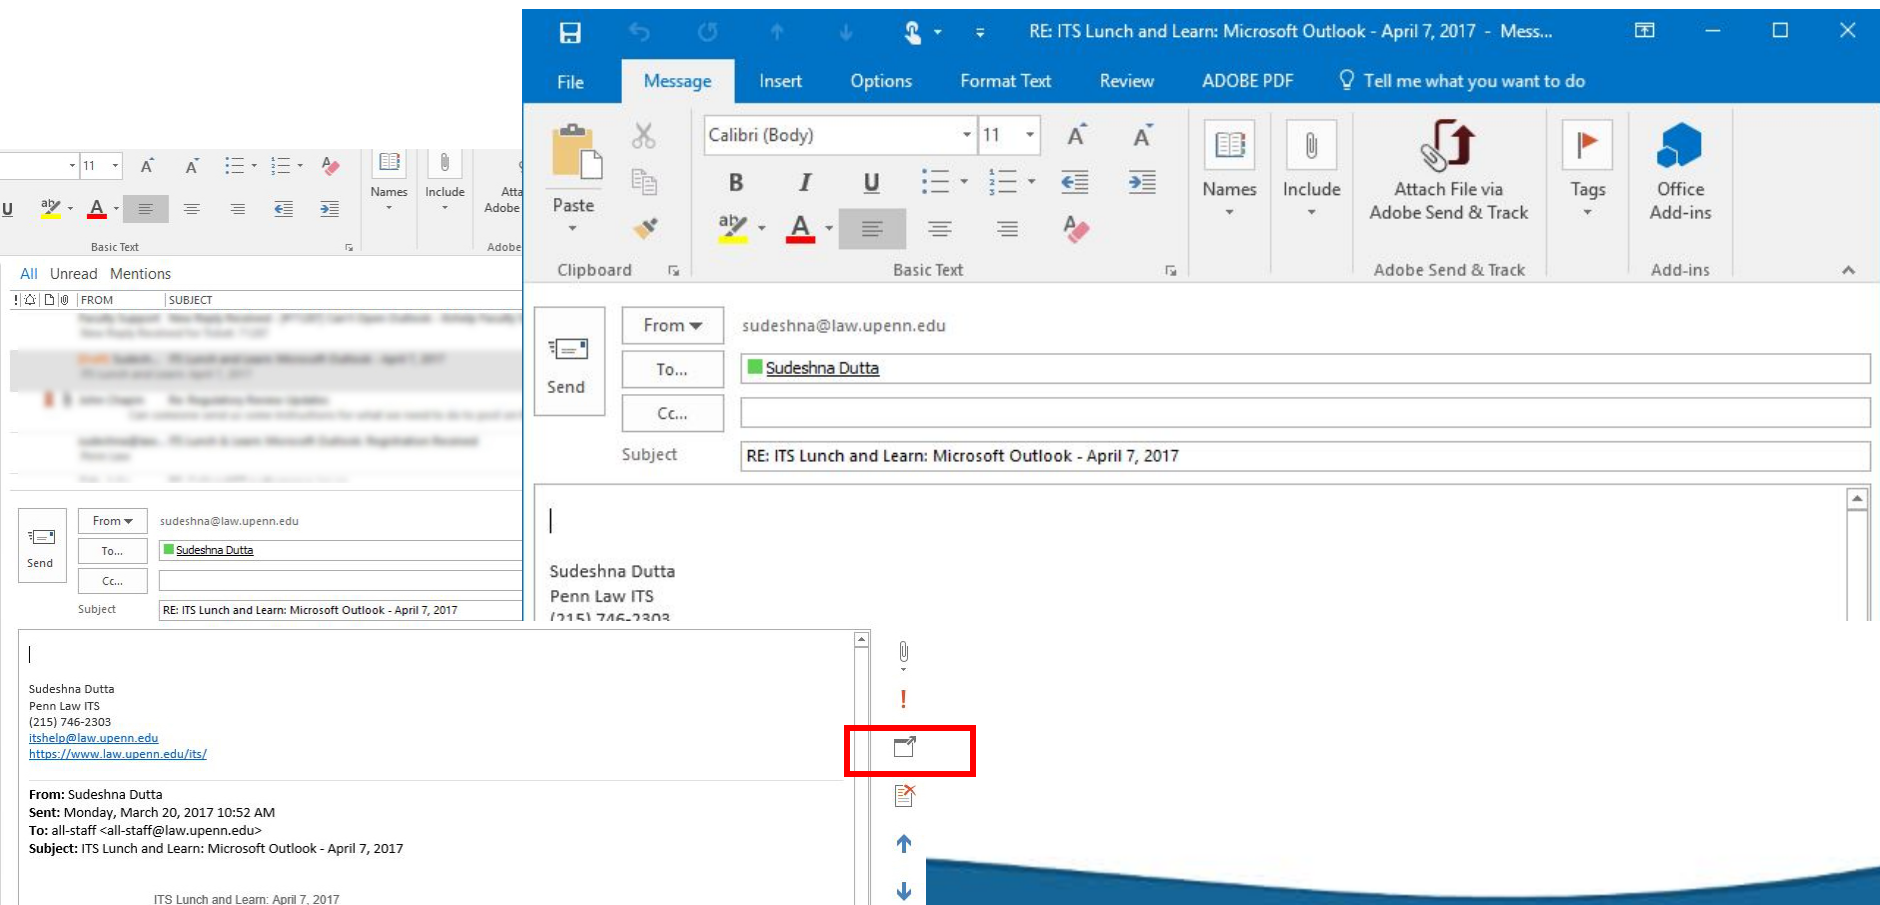 RE: ITS Lunch and Learn: Microsoft Outlook - April 7, 2017 - Mess...
File Message Insert Options Format Text Review ADOBE PDF Tell me what you want to do
Calibri (Body) 11
B I U
ab A
Paste
Names Include Attach File via Adobe Send & Track Tags Office Add-ins
Clipboard Basic Text Adobe Send & Track Add-ins
From sudeshna@law.upenn.edu
Send To... Sudeshna Dutta
Cc...
Subject RE: ITS Lunch and Learn: Microsoft Outlook - April 7, 2017
Sudeshna Dutta
Penn Law ITS
(215) 746-2303
11 A A
Names Include Atta
U ab A Adobe
Basic Text Adobe
All Unread Mentions
! FROM SUBJECT
From sudeshna@law.upenn.edu
Send To... Sudeshna Dutta
Cc...
Subject RE: ITS Lunch and Learn: Microsoft Outlook - April 7, 2017
Sudeshna Dutta
Penn Law ITS
(215) 746-2303
itshelp@law.upenn.edu
https://www.law.upenn.edu/its/
From: Sudeshna Dutta
Sent: Monday, March 20, 2017 10:52 AM
To: all-staff <all-staff@law.upenn.edu>
Subject: ITS Lunch and Learn: Microsoft Outlook - April 7, 2017
ITS Lunch and Learn: April 7, 2017